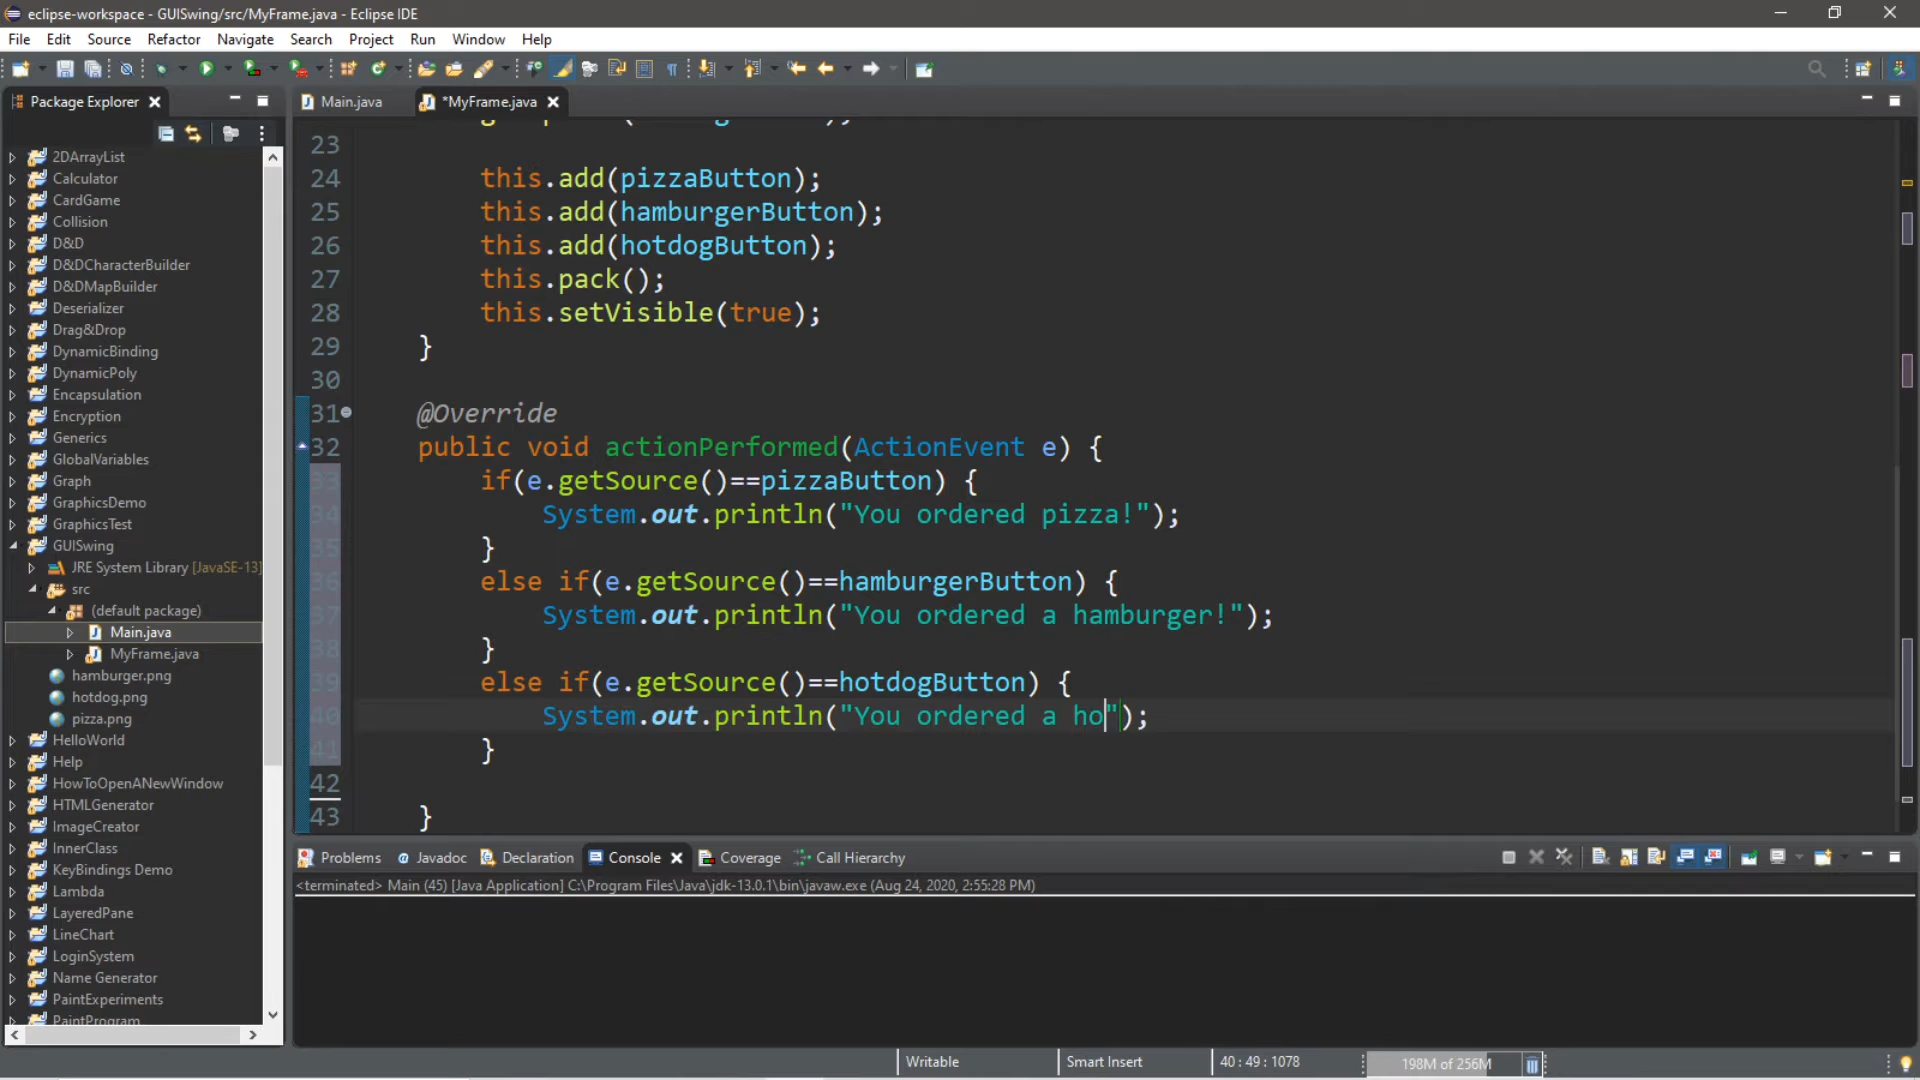 eclipse-workspace - GUISwing/src/MyFrame.java - Eclipse IDE
File Edit Source Refactor Navigate Search Project Run Window Help
Package Explorer
Main.java *MyFrame.java
2DArrayList
Calculator
CardGame
Collision
D&D
D&DCharacterBuilder
D&DMapBuilder
Deserializer
Drag&Drop
DynamicBinding
DynamicPoly
Encapsulation
Encryption
Generics
GlobalVariables
Graph
GraphicsDemo
GraphicsTest
GUISwing
JRE System Library [JavaSE-13]
src
(default package)
Main.java
MyFrame.java
hamburger.png
hotdog.png
pizza.png
HelloWorld
Help
HowToOpenANewWindow
HTMLGenerator
ImageCreator
InnerClass
KeyBindings Demo
Lambda
LayeredPane
LineChart
LoginSystem
Name Generator
PaintExperiments
PaintProgram
23
24 this.add(pizzaButton);
25 this.add(hamburgerButton);
26 this.add(hotdogButton);
27 this.pack();
28 this.setVisible(true);
29 }
30
31 @Override
32 public void actionPerformed(ActionEvent e) {
33 if(e.getSource()==pizzaButton) {
34 System.out.println("You ordered pizza!");
35 }
36 else if(e.getSource()==hamburgerButton) {
37 System.out.println("You ordered a hamburger!");
38 }
39 else if(e.getSource()==hotdogButton) {
40 System.out.println("You ordered a ho");
41 }
42
43 }
Problems Javadoc Declaration Console Coverage Call Hierarchy
<terminated> Main (45) [Java Application] C:\Program Files\Java\jdk-13.0.1\bin\javaw.exe (Aug 24, 2020, 2:55:28 PM)
Writable Smart Insert 40 : 49 : 1078 198M of 256M